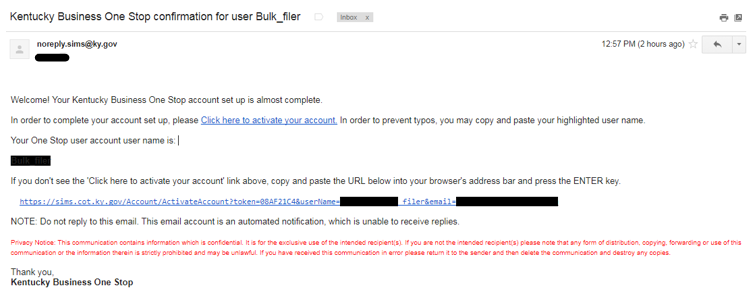 Kentucky Business One Stop confirmation for user Bulk_filer
Inbox x
noreply.sims@ky.gov
12:57 PM (2 hours ago)
Welcome! Your Kentucky Business One Stop account set up is almost complete.
In order to complete your account set up, please Click here to activate your account. In order to prevent typos, you may copy and paste your highlighted user name.
Your One Stop user account user name is:
If you don't see the 'Click here to activate your account' link above, copy and paste the URL below into your browser's address bar and press the ENTER key.
https://sims.cot.ky.gov/Account/ActivateAccount?token=08AF21C4&userName= _filer&email=
NOTE: Do not reply to this email. This email account is an automated notification, which is unable to receive replies.
Privacy Notice: This communication contains information which is confidential. It is for the exclusive use of the intended recipient(s). If you are not the intended recipient(s) please note that any form of distribution, copying, forwarding or use of this
communication or the information therein is strictly prohibited and may be unlawful. If you have received this communication in error please return it to the sender and then delete the communication and destroy any copies.
Thank you,
Kentucky Business One Stop